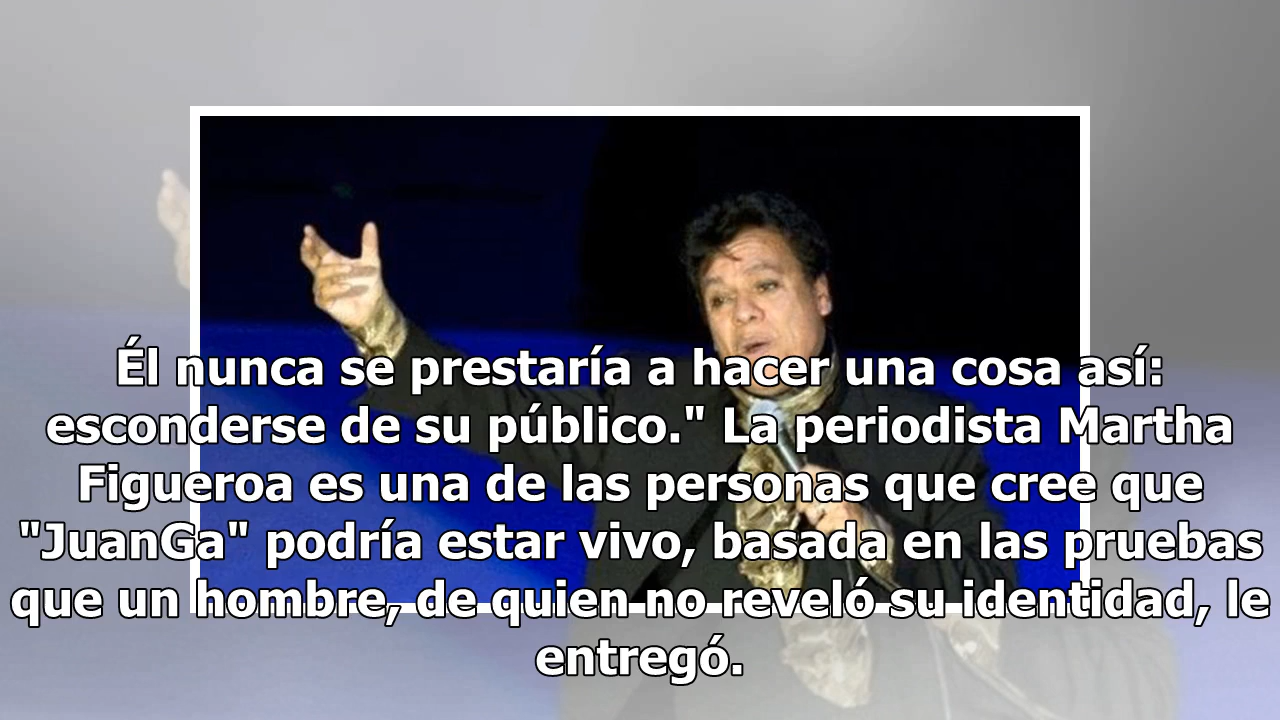 Él nunca se prestaría a hacer una cosa así:
esconderse de su público." La periodista Martha
Figueroa es una de las personas que cree que
"JuanGa" podría estar vivo, basada en las pruebas
que un hombre, de quien no reveló su identidad, le
entregó.